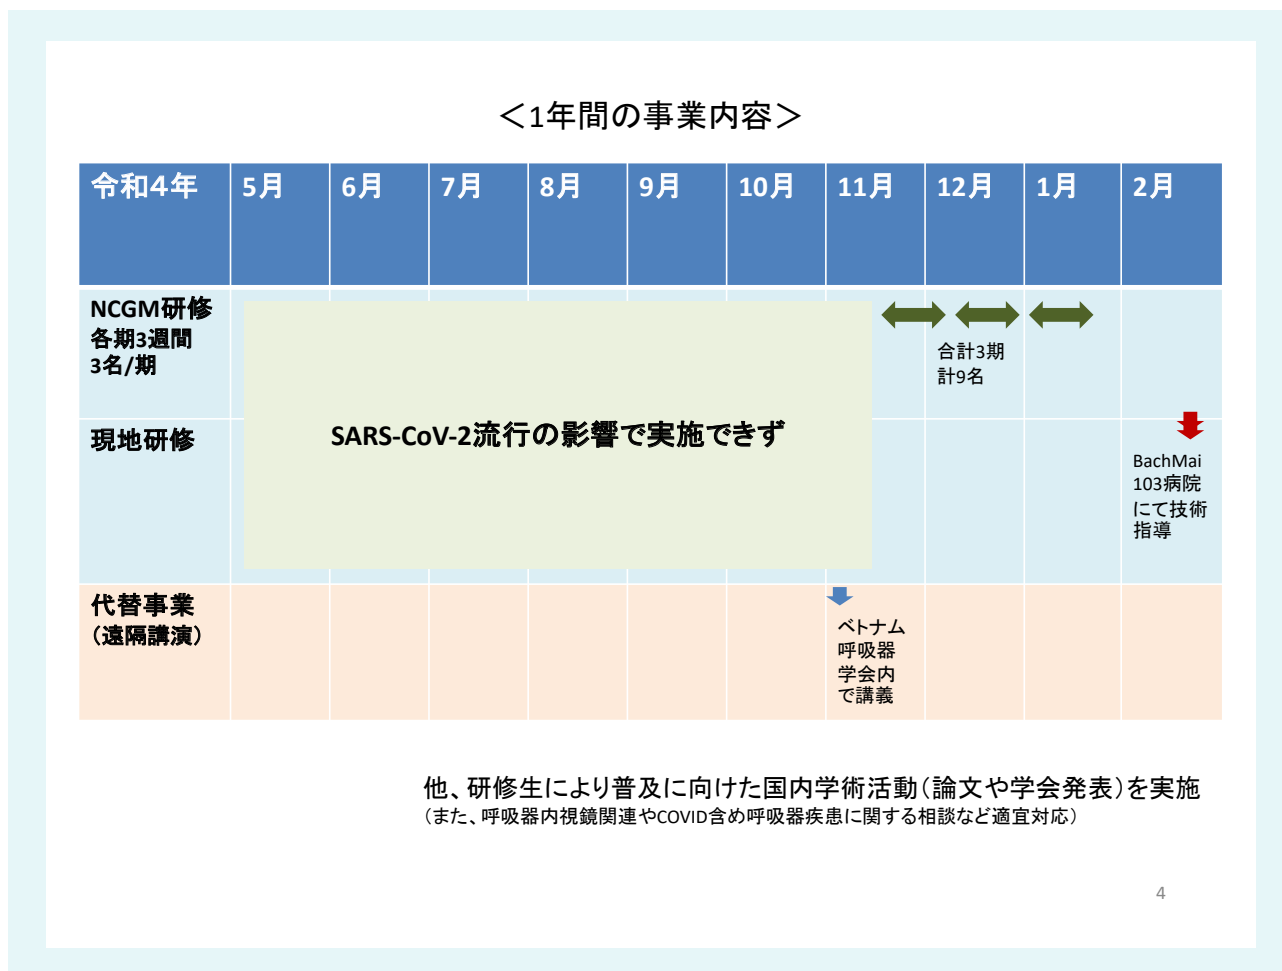 ＜1年間の事業内容＞
令和４年 5月 6月 7月 8月 9月 10月 11月 12月 1月 2月
NCGM研修
各期3週間
3名/期
合計3期
計9名
SARS-CoV-2流行の影響で実施できず
現地研修
BachMai
103病院
にて技術
指導
代替事業
（遠隔講演）
ベトナム
呼吸器
学会内
で講義
他、研修生により普及に向けた国内学術活動（論文や学会発表）を実施
（また、呼吸器内視鏡関連やCOVID含め呼吸器疾患に関する相談など適宜対応）
4